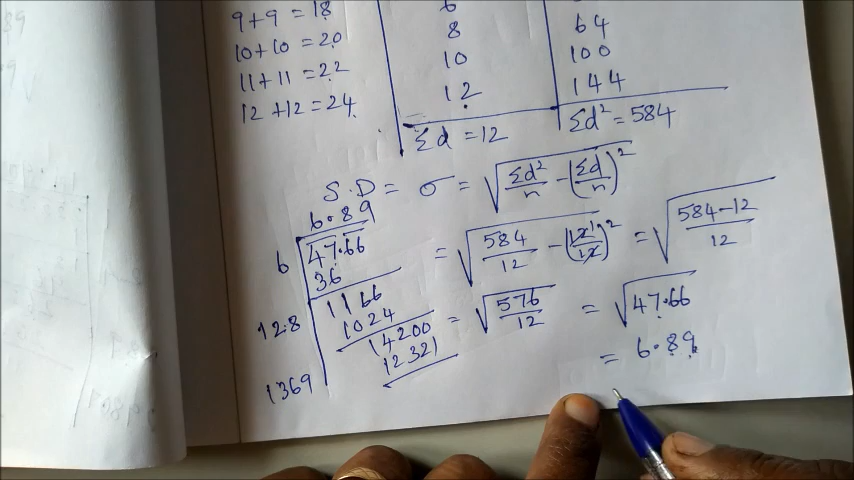 9+9 = 18
10+10 = 20
11+11 = 22
12+12 = 24
8
10
12
Σd = 12
64
100
144
Σd² = 584
S.D = σ = √(Σd²/n − (Σd/n)²)
= √(584/12 − (12/12)²) = √((584−12)/12)
= √(576/12) = √47.66
= 6.89
6.89
6 47.66
36
12.8 1166
1024
14200
12321
1369